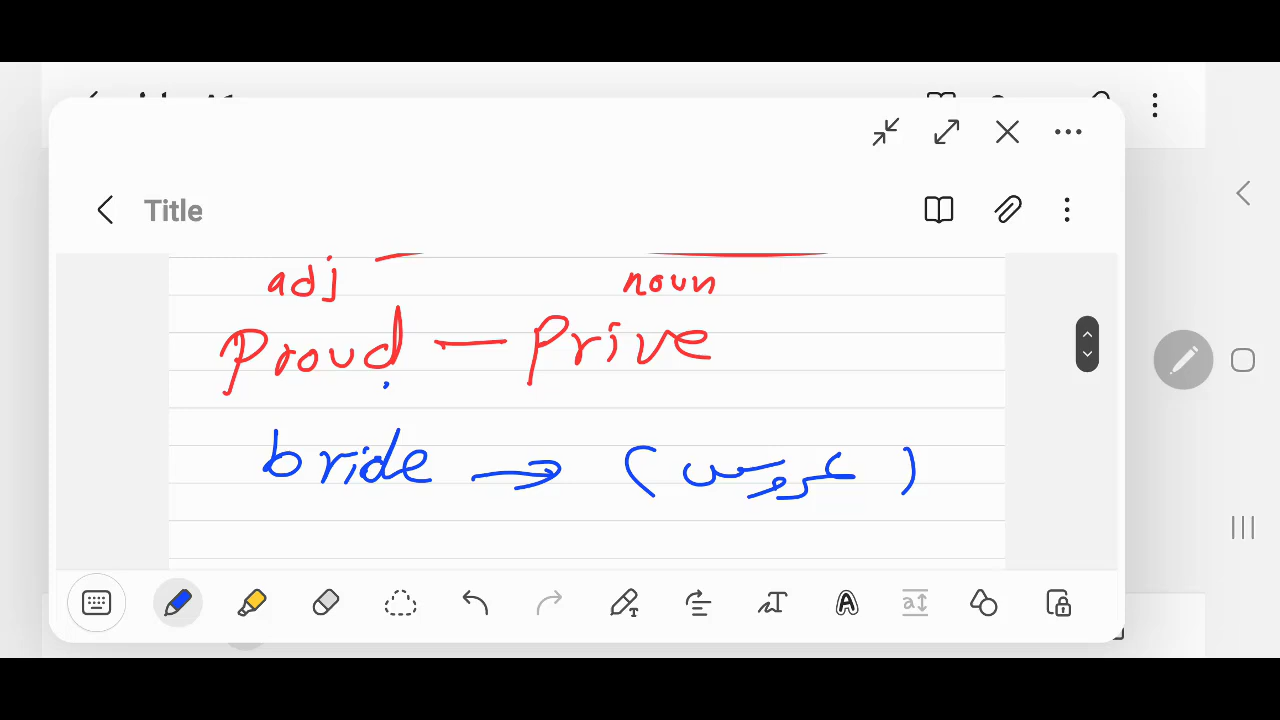 Title
adj noun
Proud — Prive
bride → (عروس)